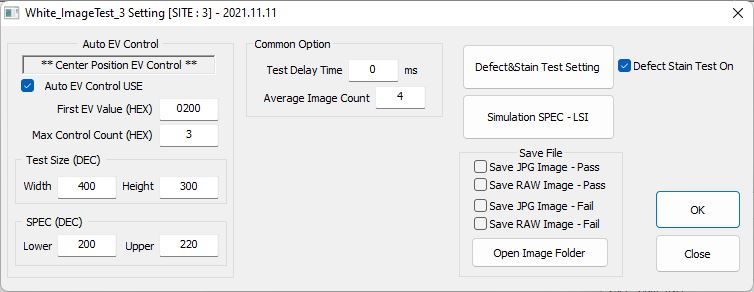 White_ImageTest_3 Setting [SITE : 3] - 2021.11.11
Auto EV Control
** Center Position EV Control **
Auto EV Control USE
First EV Value (HEX) 0200
Max Control Count (HEX) 3
Test Size (DEC)
Width 400 Height 300
SPEC (DEC)
Lower 200 Upper 220
Common Option
Test Delay Time 0 ms
Average Image Count 4
Defect&Stain Test Setting
Defect Stain Test On
Simulation SPEC - LSI
Save File
Save JPG Image - Pass
Save RAW Image - Pass
Save JPG Image - Fail
Save RAW Image - Fail
Open Image Folder
OK
Close